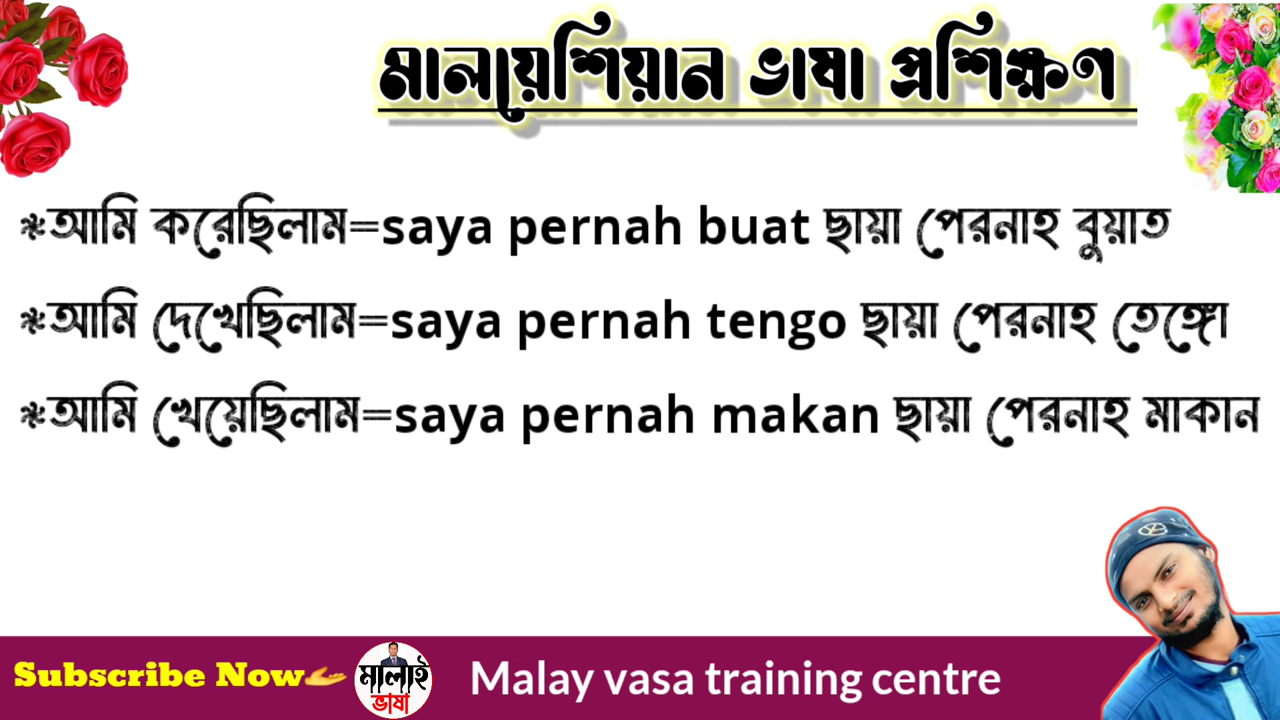 মালয়েশিয়ান ভাষা প্রশিক্ষণ
*আমি করেছিলাম=saya pernah buat ছায়া পেরনাহ বুয়াত
*আমি দেখেছিলাম=saya pernah tengo ছায়া পেরনাহ তেঙ্গো
*আমি খেয়েছিলাম=saya pernah makan ছায়া পেরনাহ মাকান
Subscribe Now
মালাই
ভাষা
Malay vasa training centre